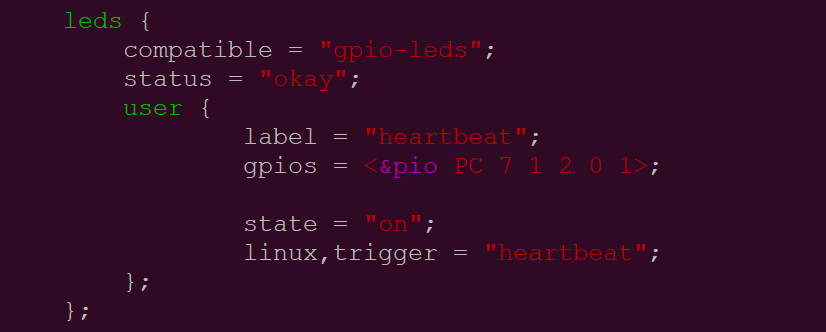 leds {
compatible = "gpio-leds";
status = "okay";
user {
label = "heartbeat";
gpios = <&pio PC 7 1 2 0 1>;
state = "on";
linux,trigger = "heartbeat";
};
};